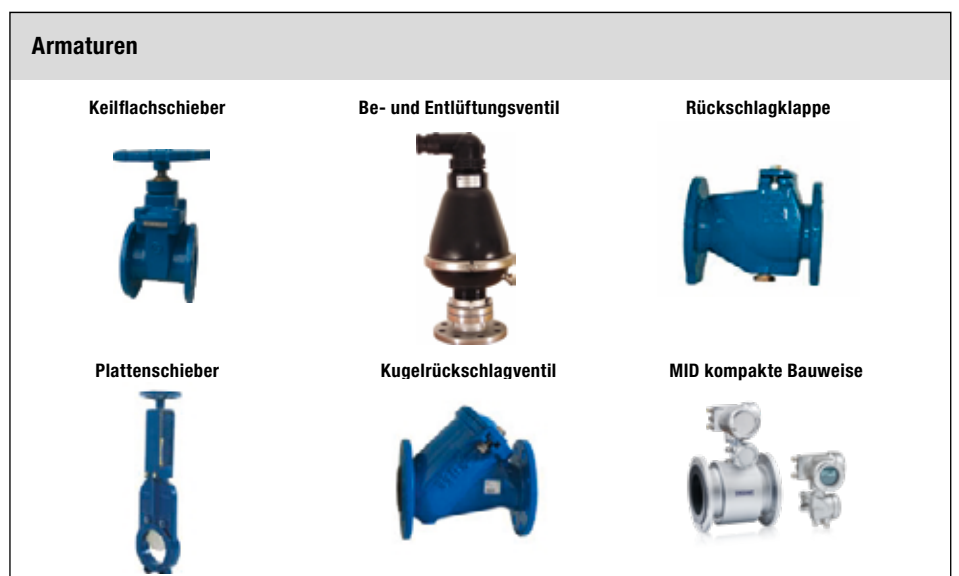 Armaturen
Keilflachschieber
Be- und Entlüftungsventil
Rückschlagklappe
Plattenschieber
Kugelrückschlagventil
MID kompakte Bauweise